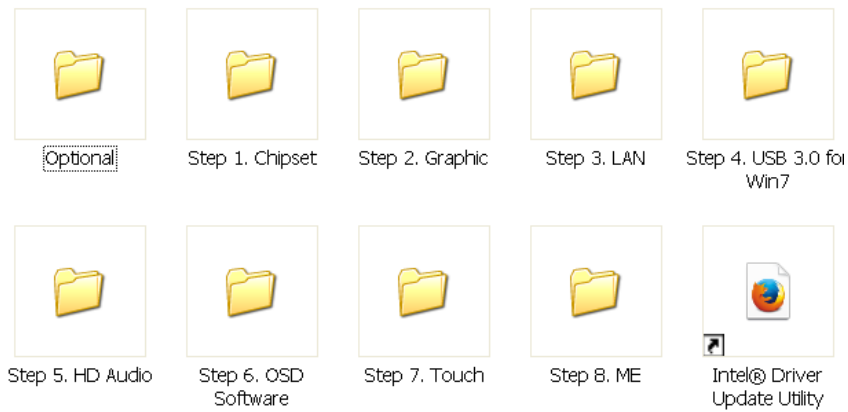 Optional
Step 1. Chipset
Step 2. Graphic
Step 3. LAN
Step 4. USB 3.0 for
Win7
Step 5. HD Audio
Step 6. OSD
Software
Step 7. Touch
Step 8. ME
Intel® Driver
Update Utility